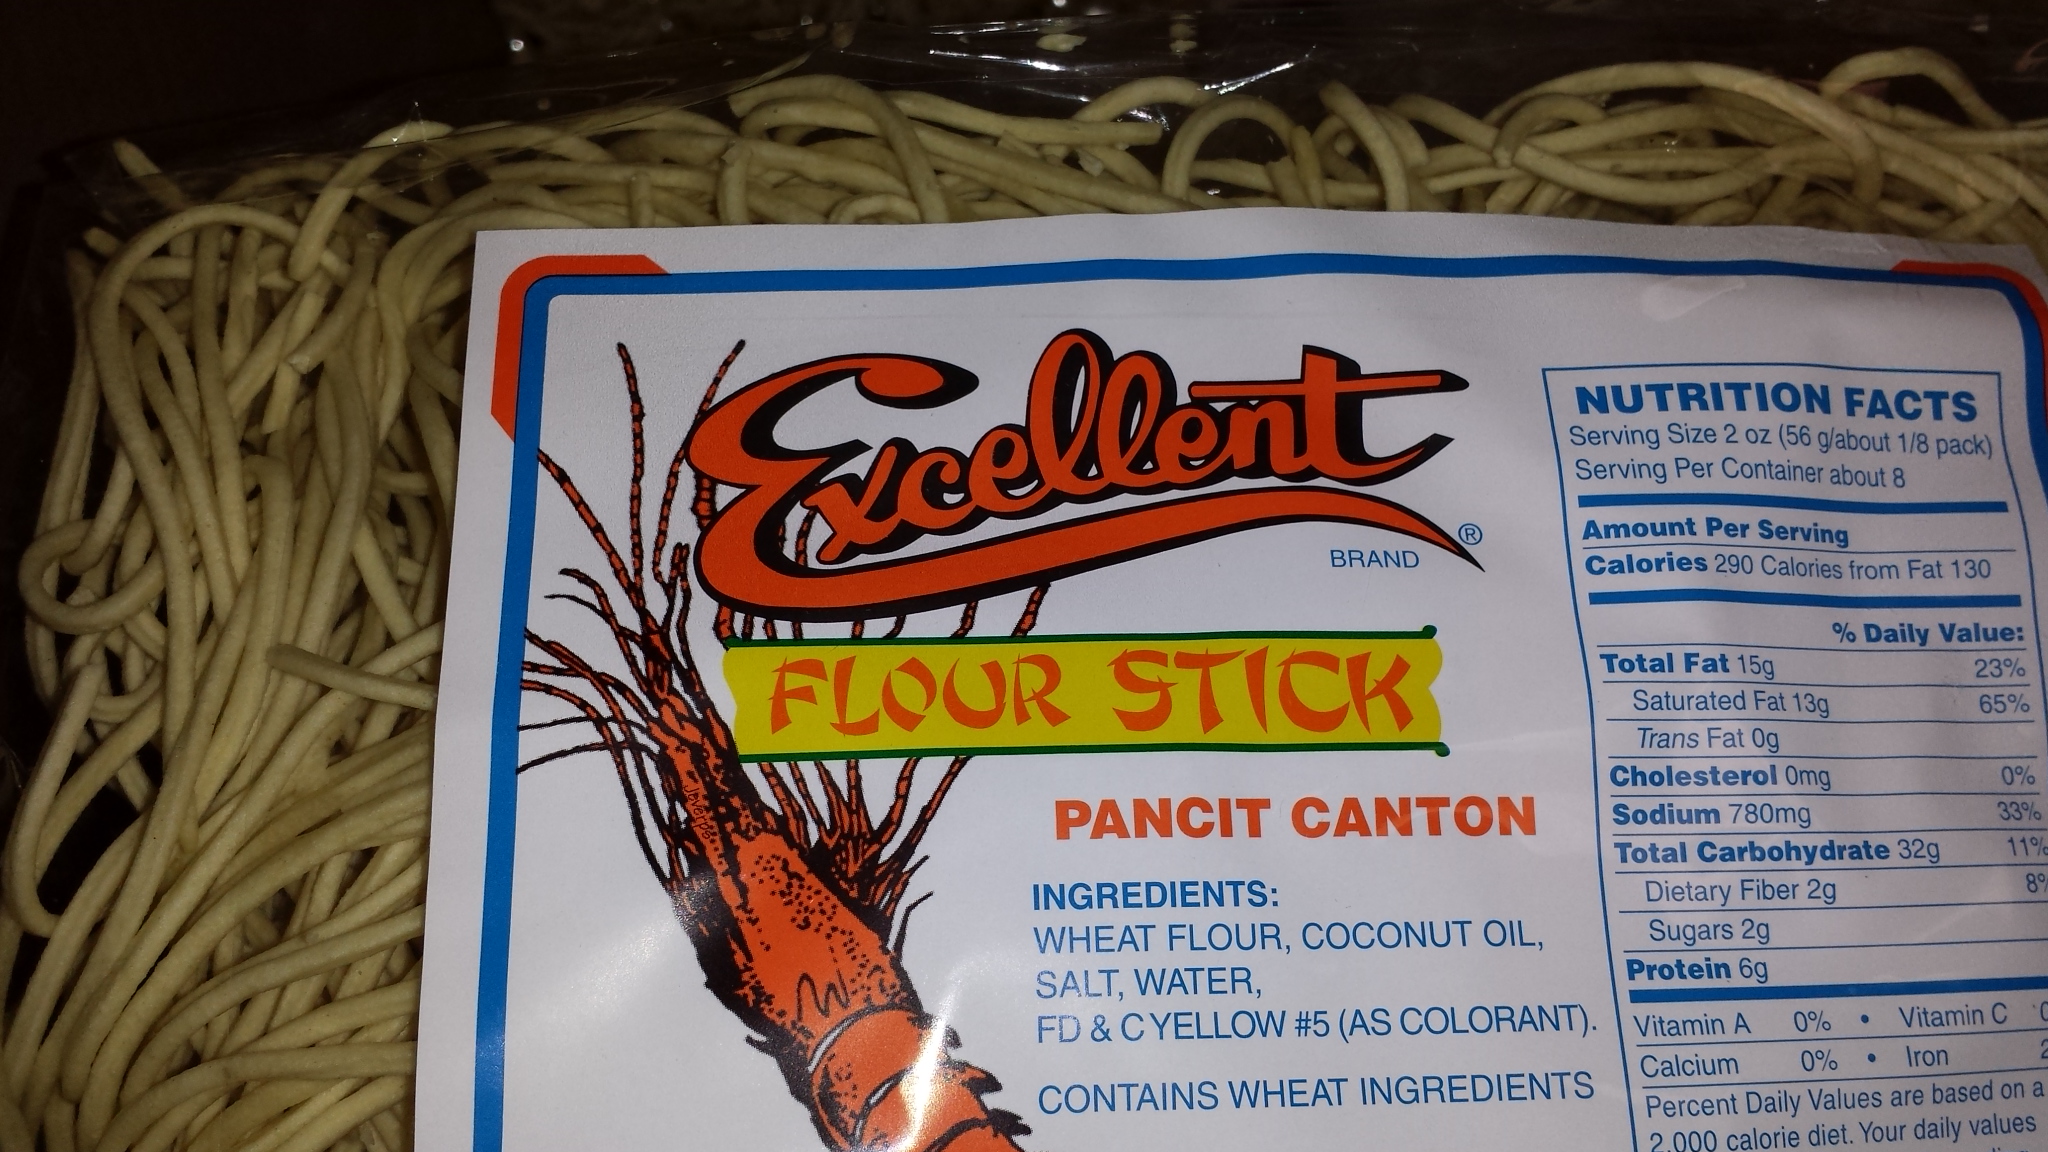 Excellent
®
BRAND
FLOUR STICK
PANCIT CANTON
INGREDIENTS:
WHEAT FLOUR, COCONUT OIL,
SALT, WATER,
FD & C YELLOW #5 (AS COLORANT).
CONTAINS WHEAT INGREDIENTS
NUTRITION FACTS
Serving Size 2 oz (56 g/about 1/8 pack)
Serving Per Container about 8
Amount Per Serving
Calories 290 Calories from Fat 130
% Daily Value:
Total Fat 15g 23%
Saturated Fat 13g 65%
Trans Fat 0g
Cholesterol 0mg 0%
Sodium 780mg 33%
Total Carbohydrate 32g 11%
Dietary Fiber 2g 8%
Sugars 2g
Protein 6g
Vitamin A 0% • Vitamin C
Calcium 0% • Iron
Percent Daily Values are based on a
2,000 calorie diet. Your daily values